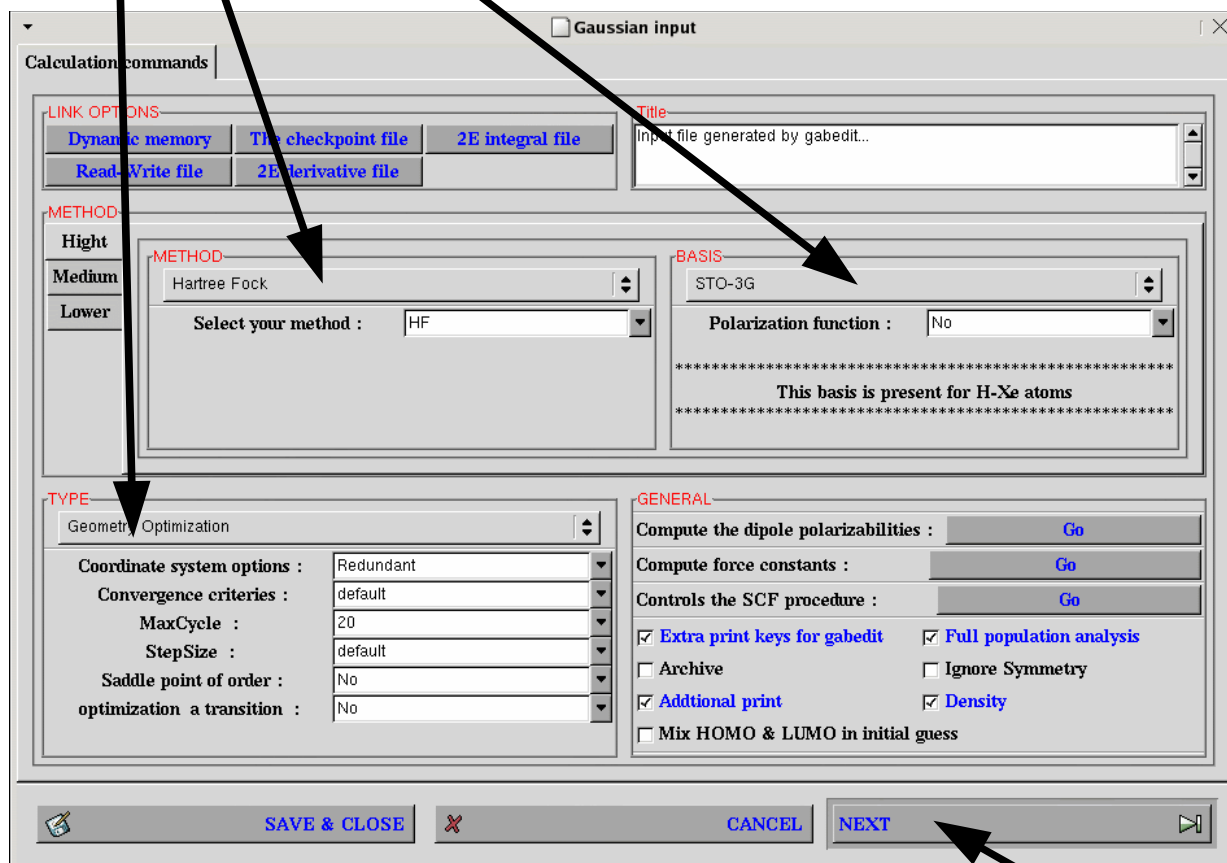 Gaussian input
Calculation commands
LINK OPTIONS
Dynamic memory
The checkpoint file
2E integral file
Read-Write file
2E derivative file
Title
Input file generated by gabedit...
METHOD
Hight
Medium
Lower
METHOD
Hartree Fock
Select your method :
HF
BASIS
STO-3G
Polarization function :
No
*******************************************************
This basis is present for H-Xe atoms
*******************************************************
TYPE
Geometry Optimization
Coordinate system options :
Redundant
Convergence criteries :
default
MaxCycle :
20
StepSize :
default
Saddle point of order :
No
optimization a transition :
No
GENERAL
Compute the dipole polarizabilities :
Go
Compute force constants :
Go
Controls the SCF procedure :
Go
Extra print keys for gabedit
Full population analysis
Archive
Ignore Symmetry
Addtional print
Density
Mix HOMO & LUMO in initial guess
SAVE & CLOSE
CANCEL
NEXT